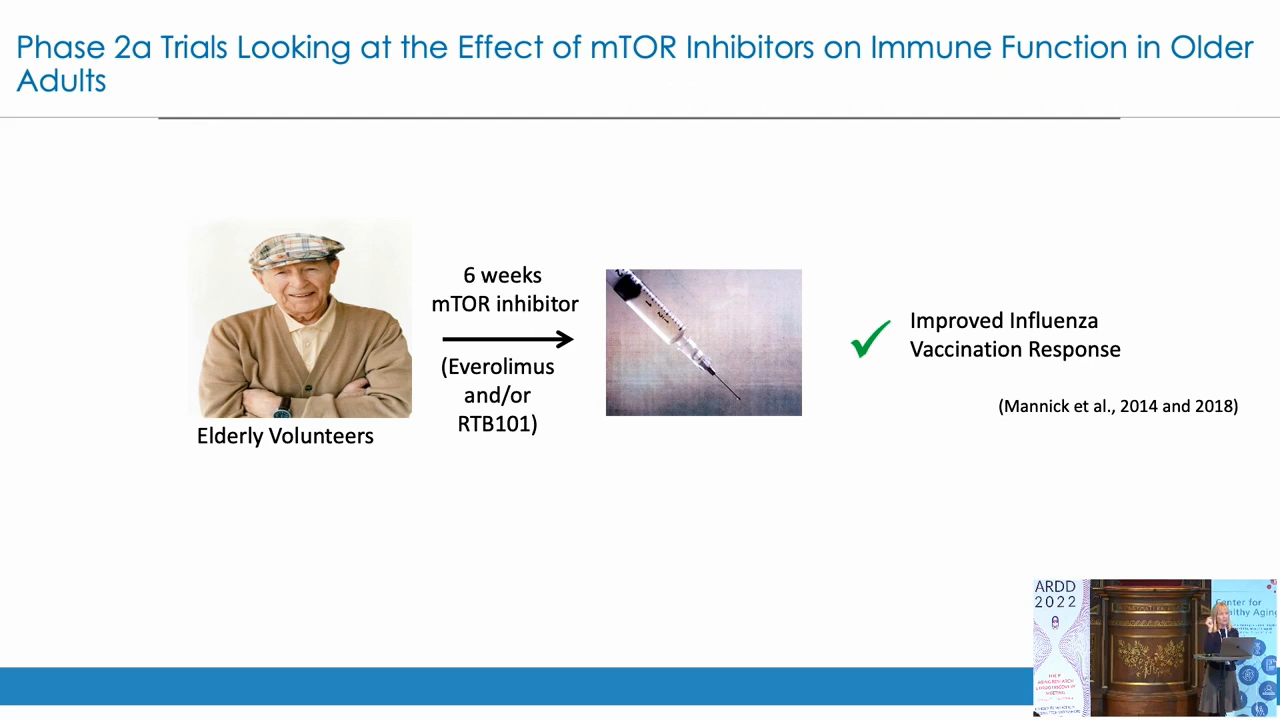 Phase 2a Trials Looking at the Effect of mTOR Inhibitors on Immune Function in Older
Adults
6 weeks
mTOR inhibitor
(Everolimus
and/or
RTB101)
Elderly Volunteers
Improved Influenza
Vaccination Response
(Mannick et al., 2014 and 2018)
ARDD
2022
Center for
Healthy Aging